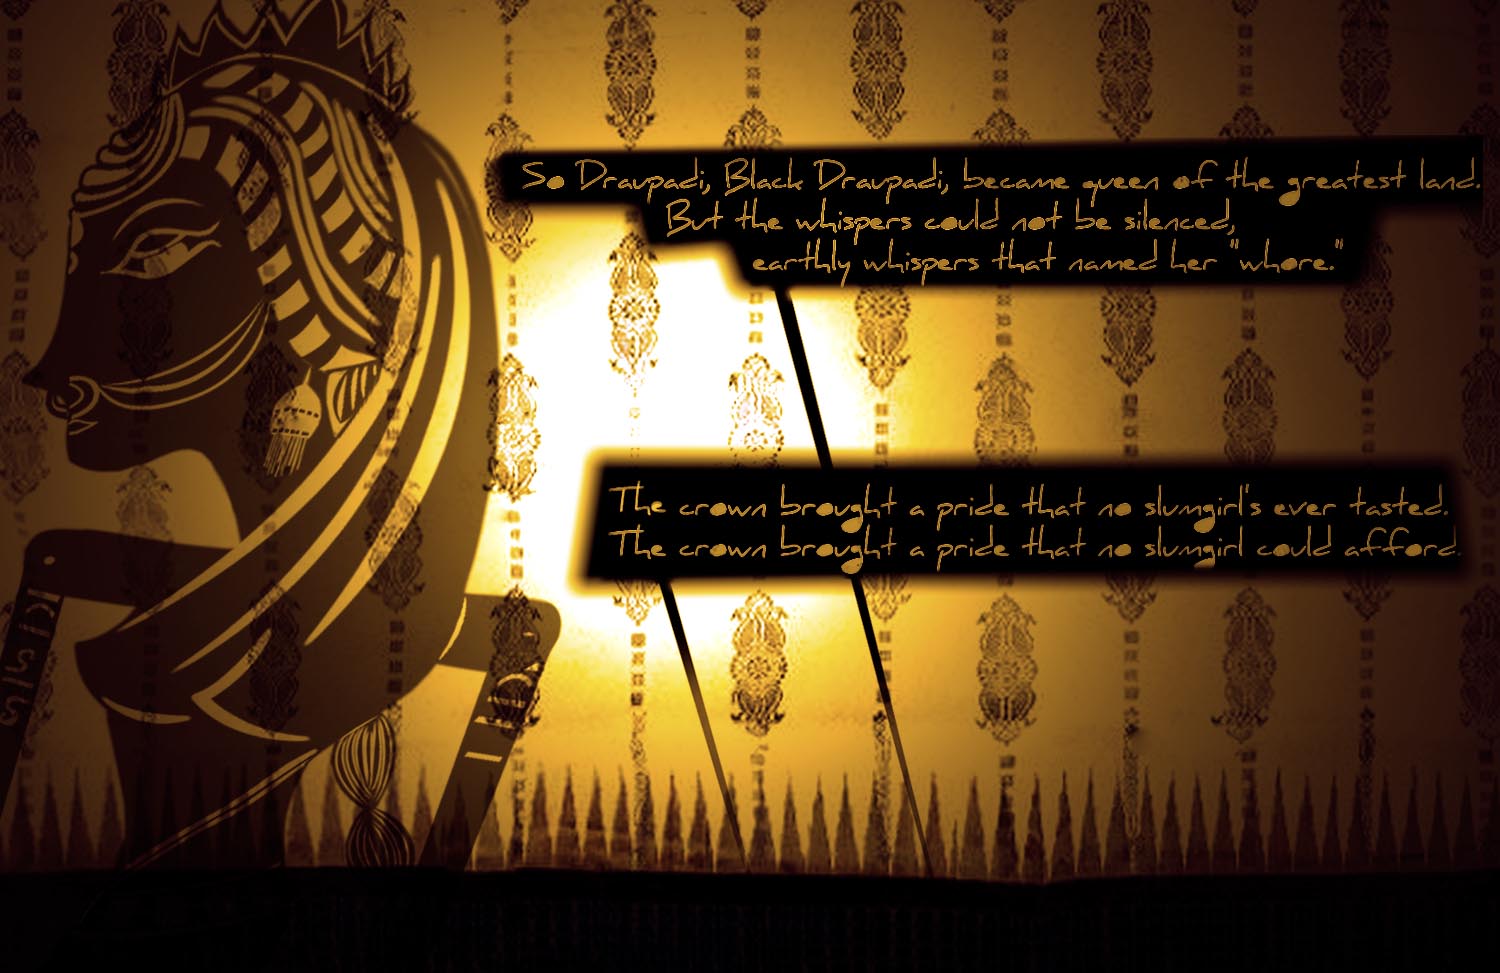 So Draupadi, Black Draupadi, became queen of the greatest land.
But the whispers could not be silenced,
earthly whispers that named her "whore."
The crown brought a pride that no slumgirl's ever tasted.
The crown brought a pride that no slumgirl could afford.